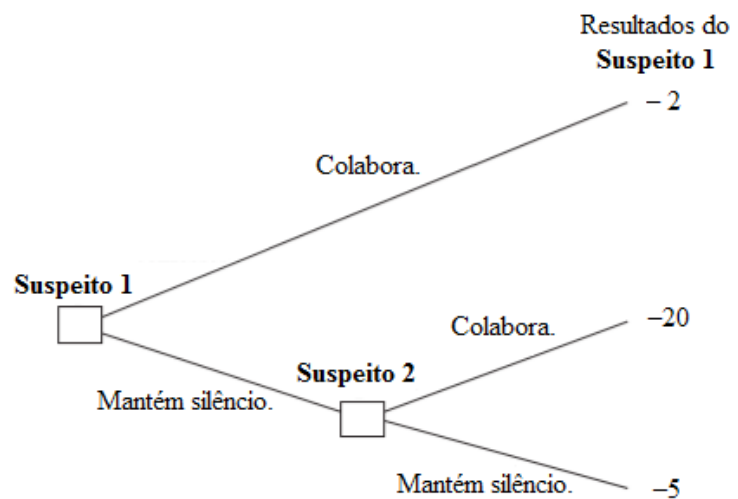 Resultados do
Suspeito 1
– 2
Colabora.
Suspeito 1
Colabora.
–20
Suspeito 2
Mantém silêncio.
Mantém silêncio.
–5